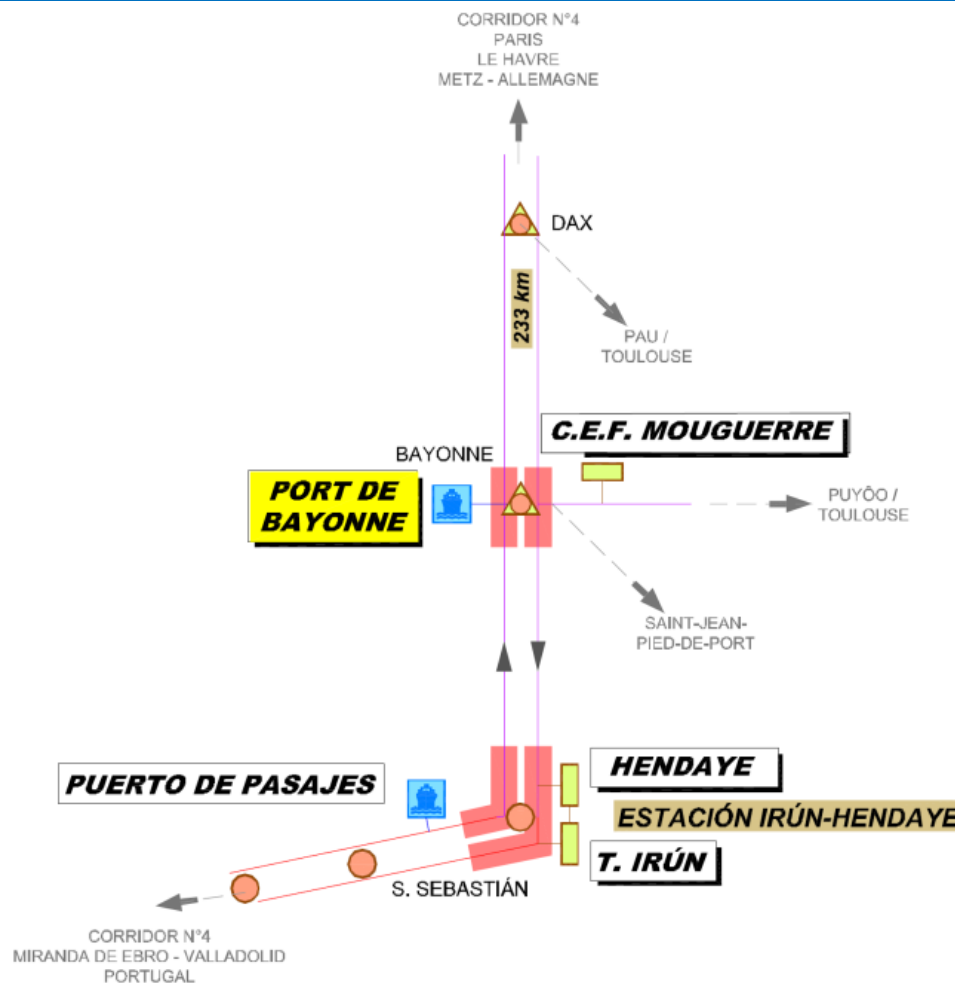 CORRIDOR N°4
PARIS
LE HAVRE
METZ - ALLEMAGNE
DAX
233 km
PAU /
TOULOUSE
C.E.F. MOUGUERRE
BAYONNE
PORT DE
BAYONNE
PUYÔO /
TOULOUSE
SAINT-JEAN-
PIED-DE-PORT
HENDAYE
PUERTO DE PASAJES
ESTACIÓN IRÚN-HENDAYE
T. IRÚN
S. SEBASTIÁN
CORRIDOR N°4
MIRANDA DE EBRO - VALLADOLID
PORTUGAL